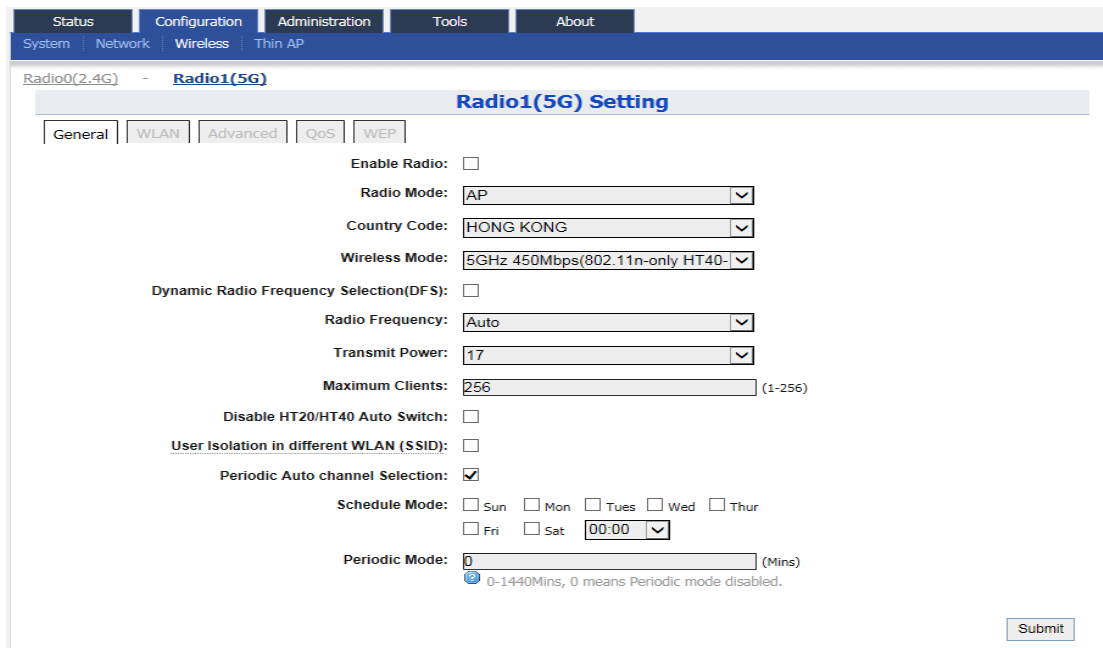 Status Configuration Administration Tools About
System Network Wireless Thin AP
Radio0(2.4G) - Radio1(5G)
Radio1(5G) Setting
General WLAN Advanced QoS WEP
Enable Radio:
Radio Mode: AP
Country Code: HONG KONG
Wireless Mode: 5GHz 450Mbps(802.11n-only HT40-
Dynamic Radio Frequency Selection(DFS):
Radio Frequency: Auto
Transmit Power: 17
Maximum Clients: 256 (1-256)
Disable HT20/HT40 Auto Switch:
User Isolation in different WLAN (SSID):
Periodic Auto channel Selection:
Schedule Mode: Sun Mon Tues Wed Thur
Fri Sat 00:00
Periodic Mode: 0 (Mins)
0-1440Mins, 0 means Periodic mode disabled.
Submit